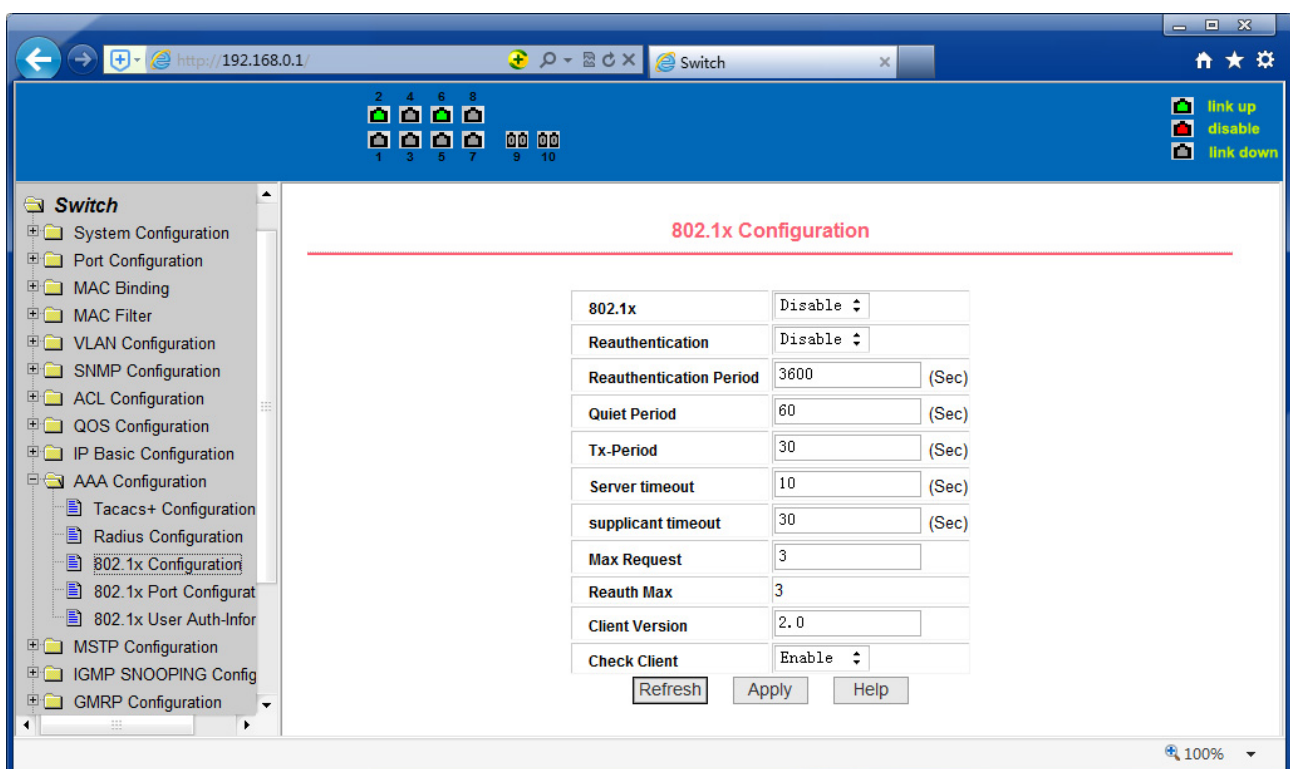 http://192.168.0.1/
Switch
2 4 6 8
1 3 5 7 9 10
link up
disable
link down
Switch
System Configuration
Port Configuration
MAC Binding
MAC Filter
VLAN Configuration
SNMP Configuration
ACL Configuration
QOS Configuration
IP Basic Configuration
AAA Configuration
Tacacs+ Configuration
Radius Configuration
802.1x Configuration
802.1x Port Configurat
802.1x User Auth-Infor
MSTP Configuration
IGMP SNOOPING Config
GMRP Configuration
802.1x Configuration
802.1x Disable
Reauthentication Disable
Reauthentication Period 3600 (Sec)
Quiet Period 60 (Sec)
Tx-Period 30 (Sec)
Server timeout 10 (Sec)
supplicant timeout 30 (Sec)
Max Request 3
Reauth Max 3
Client Version 2.0
Check Client Enable
Refresh Apply Help
100%